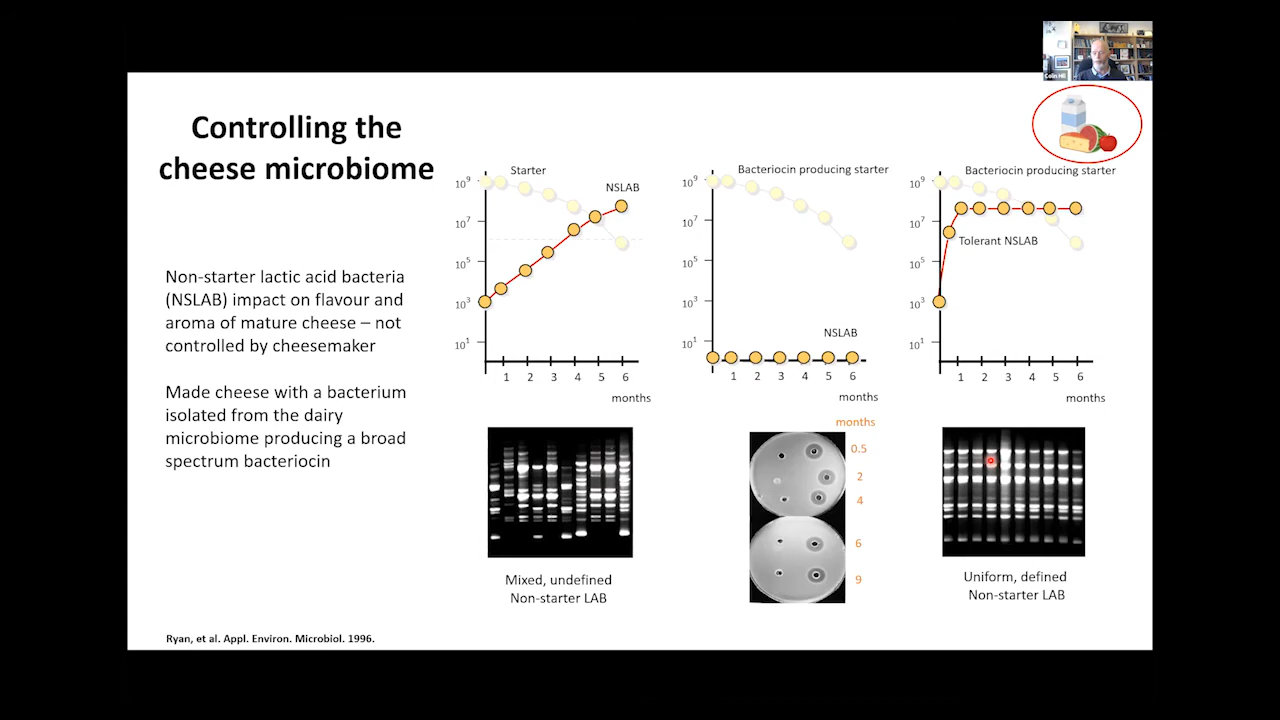 Colin Hill
Controlling the
cheese microbiome
Non-starter lactic acid bacteria
(NSLAB) impact on flavour and
aroma of mature cheese – not
controlled by cheesemaker
Made cheese with a bacterium
isolated from the dairy
microbiome producing a broad
spectrum bacteriocin
Starter
NSLAB
10⁹
10⁷
10⁵
10³
10¹
1 2 3 4 5 6
months
Mixed, undefined
Non-starter LAB
Bacteriocin producing starter
10⁹
10⁷
10⁵
10³
10¹
NSLAB
1 2 3 4 5 6
months
months
0.5
2
4
6
9
Bacteriocin producing starter
10⁹
10⁷
10⁵
10³
10¹
Tolerant NSLAB
1 2 3 4 5 6
months
Uniform, defined
Non-starter LAB
Ryan, et al. Appl. Environ. Microbiol. 1996.